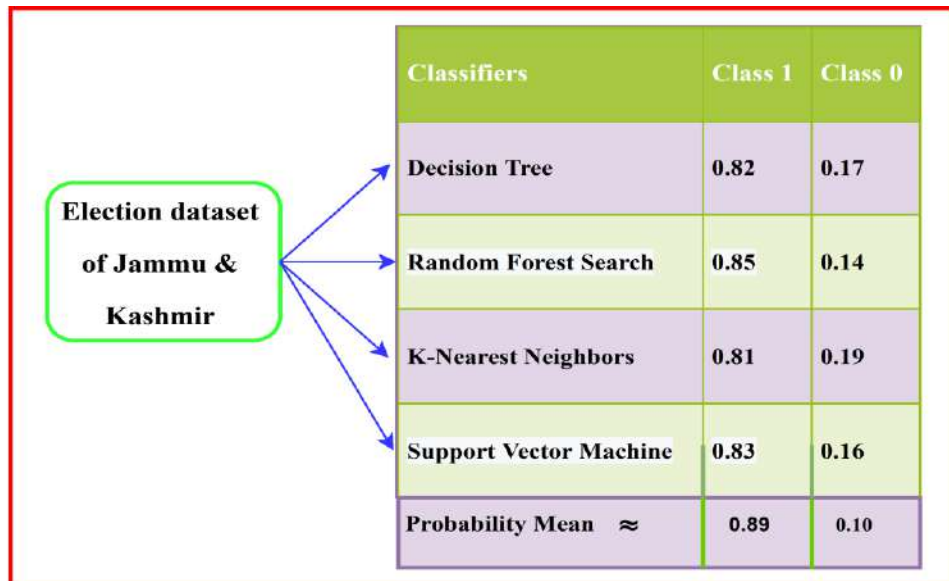 Election dataset
of Jammu &
Kashmir
Classifiers Class 1 Class 0
Decision Tree 0.82 0.17
Random Forest Search 0.85 0.14
K-Nearest Neighbors 0.81 0.19
Support Vector Machine 0.83 0.16
Probability Mean ≈ 0.89 0.10